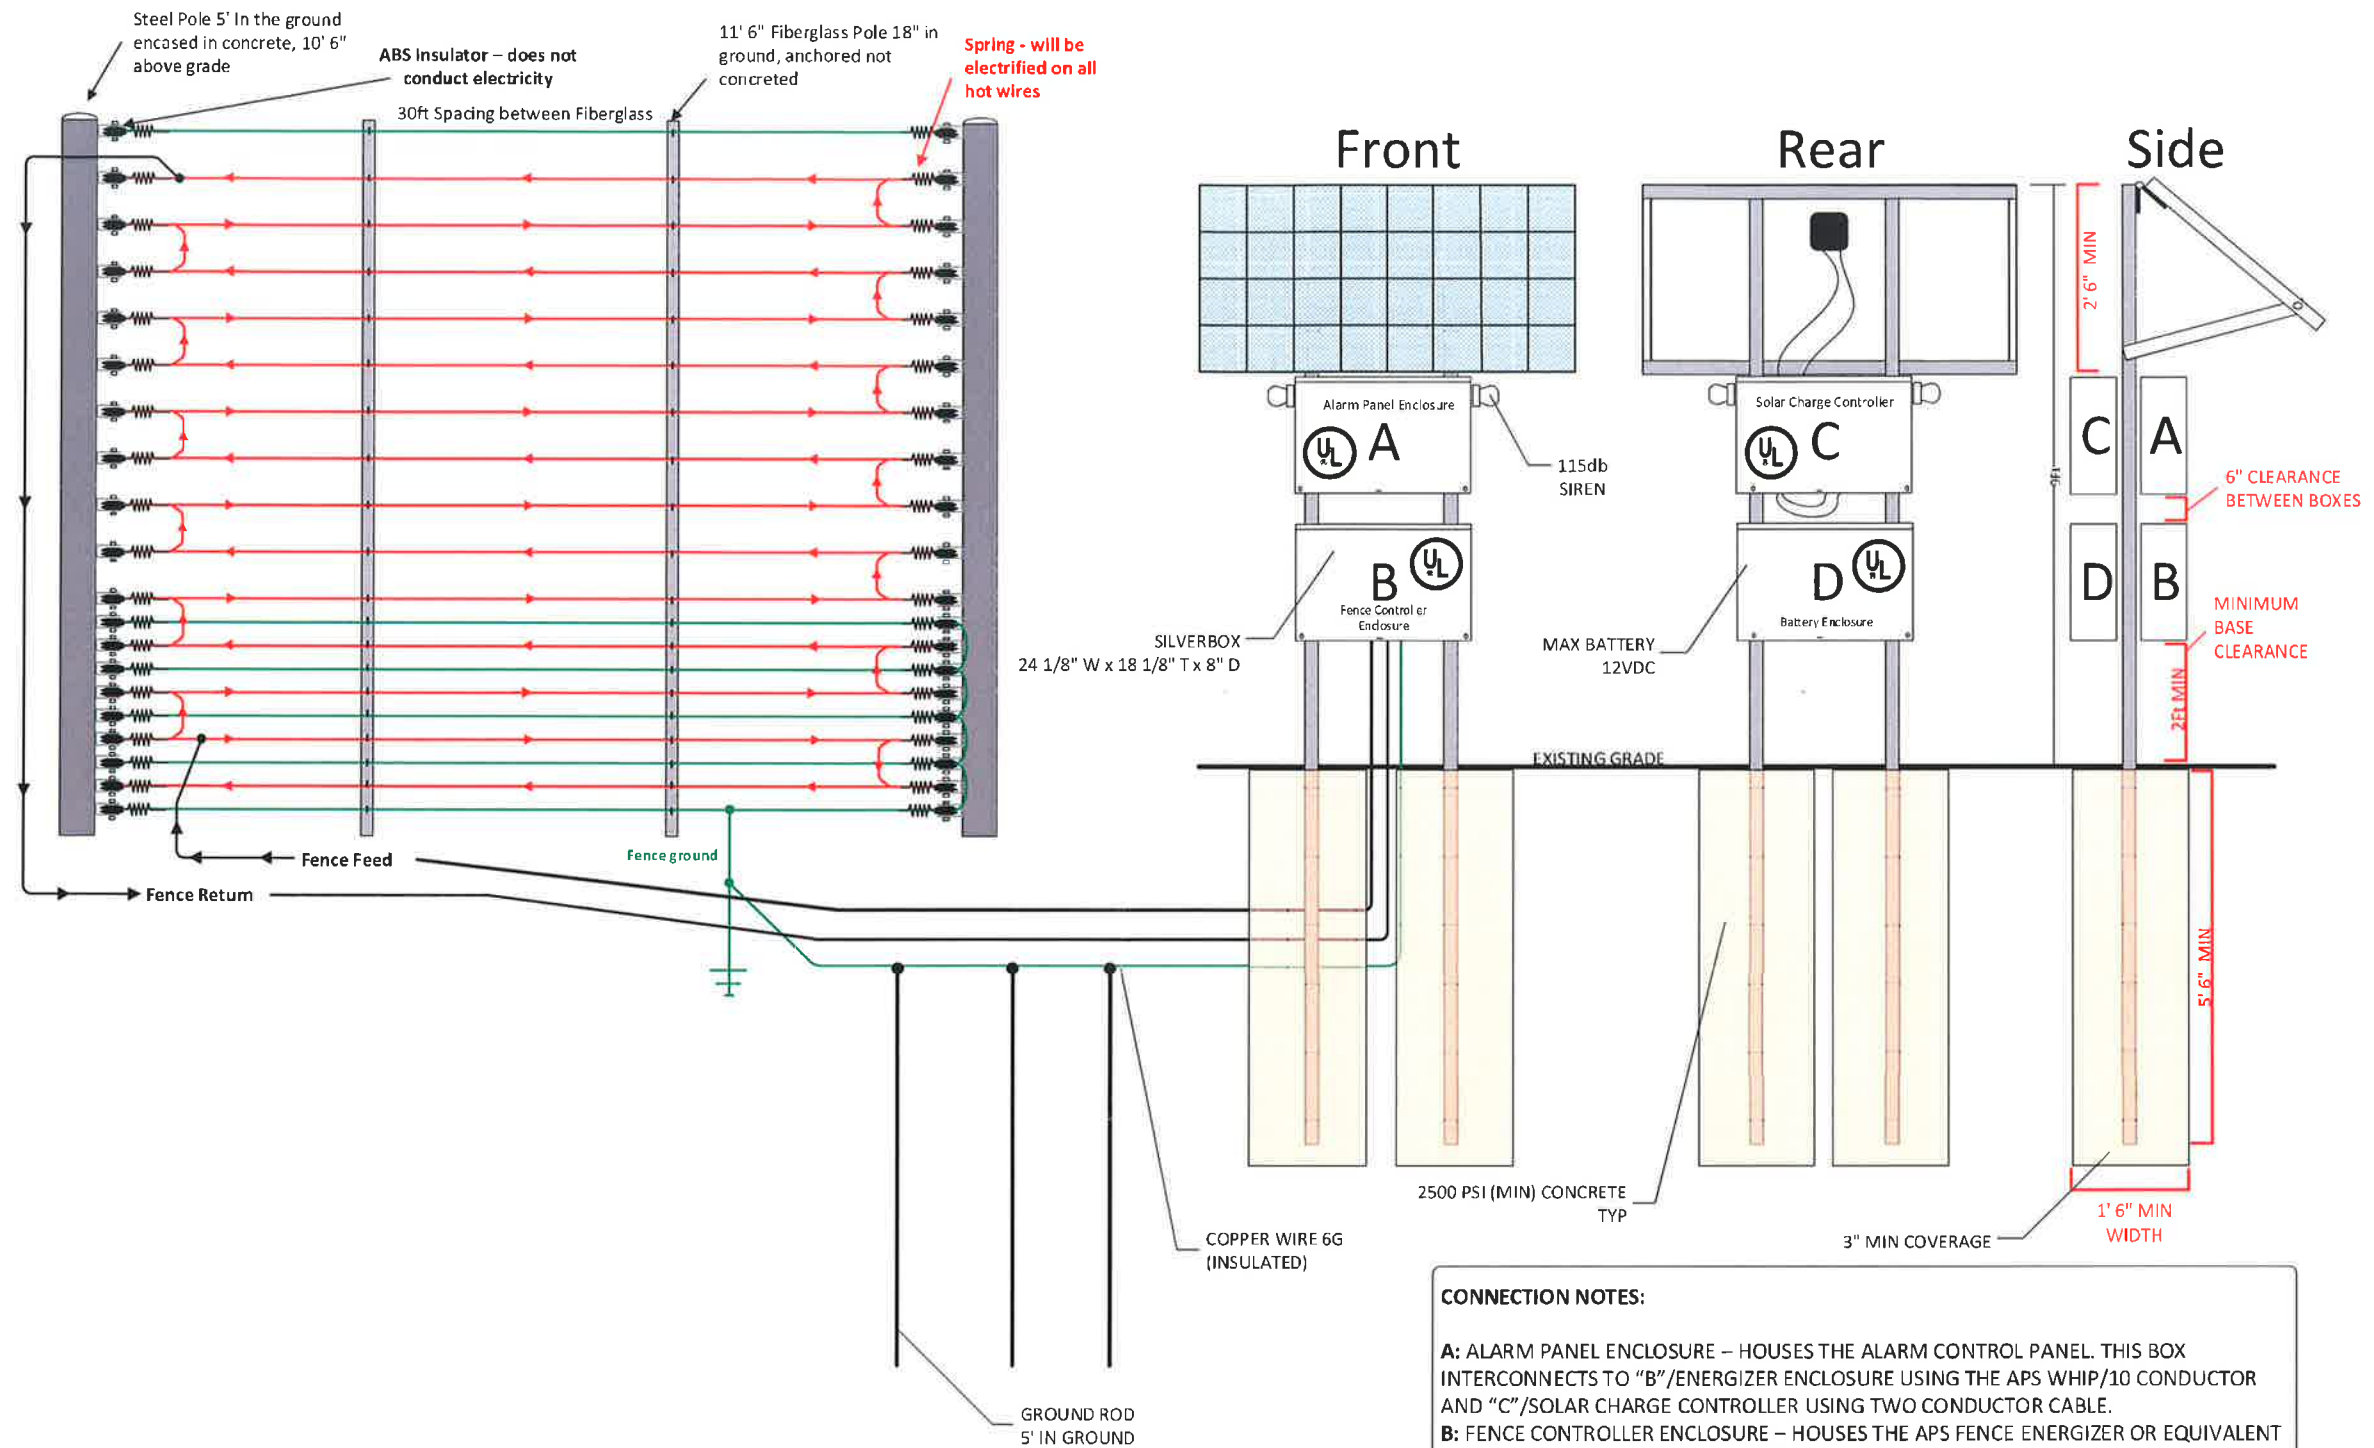 Steel Pole 5' In the ground
encased in concrete, 10' 6"
above grade
ABS Insulator – does not
conduct electricity
11' 6" Fiberglass Pole 18" in
ground, anchored not
concreted
Spring - will be
electrified on all
hot wires
30ft Spacing between Fiberglass
Front
Rear
Side
2' 6" MIN
9FT
Alarm Panel Enclosure
UL
A
115db
SIREN
Solar Charge Controller
UL
C
C
A
6" CLEARANCE
BETWEEN BOXES
B
UL
Fence Controller
Enclosure
SILVERBOX
24 1/8" W x 18 1/8" T x 8" D
D
UL
Battery Enclosure
MAX BATTERY
12VDC
D
B
MINIMUM
BASE
CLEARANCE
2Ft MIN
EXISTING GRADE
Fence Feed
Fence ground
Fence Return
5' 6" MIN
2500 PSI (MIN) CONCRETE
TYP
1' 6" MIN
WIDTH
3" MIN COVERAGE
COPPER WIRE 6G
(INSULATED)
GROUND ROD
5' IN GROUND
CONNECTION NOTES:
A: ALARM PANEL ENCLOSURE – HOUSES THE ALARM CONTROL PANEL. THIS BOX
INTERCONNECTS TO "B"/ENERGIZER ENCLOSURE USING THE APS WHIP/10 CONDUCTOR
AND "C"/SOLAR CHARGE CONTROLLER USING TWO CONDUCTOR CABLE.
B: FENCE CONTROLLER ENCLOSURE – HOUSES THE APS FENCE ENERGIZER OR EQUIVALENT